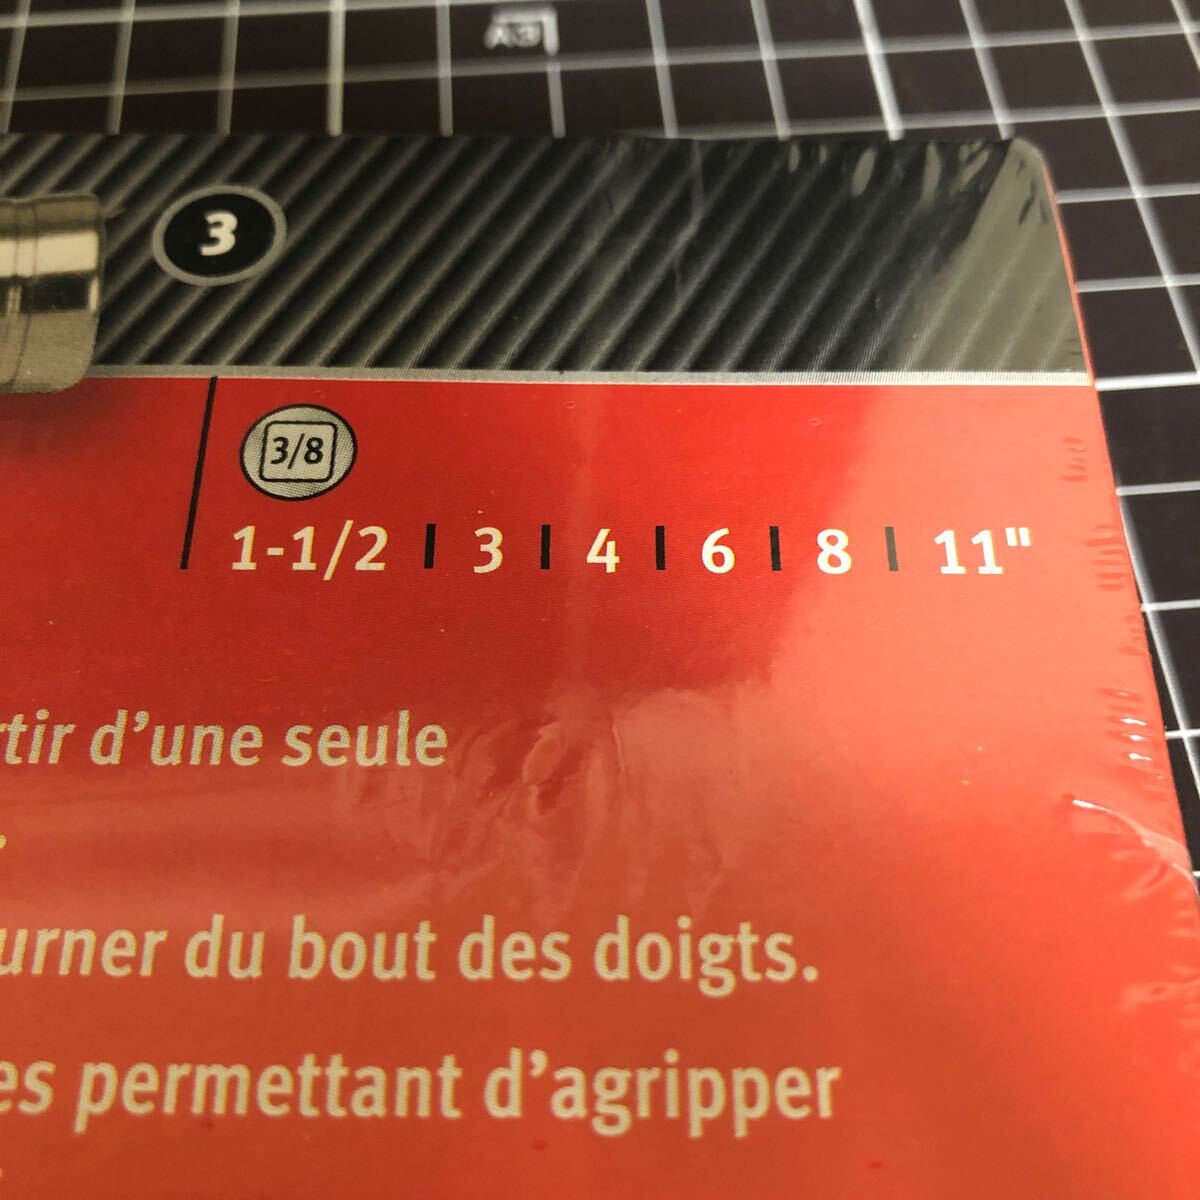 A3
3
3/8
1-1/2 | 3 | 4 | 6 | 8 | 11"
rtir d'une seule
urner du bout des doigts.
es permettant d'agripper